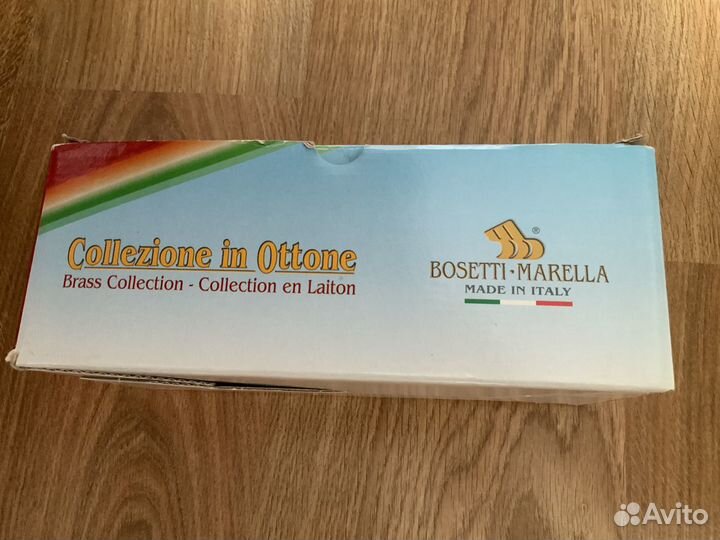 Collezione in Ottone
Brass Collection - Collection en Laiton
®
BOSETTI·MARELLA
MADE IN ITALY
Avito